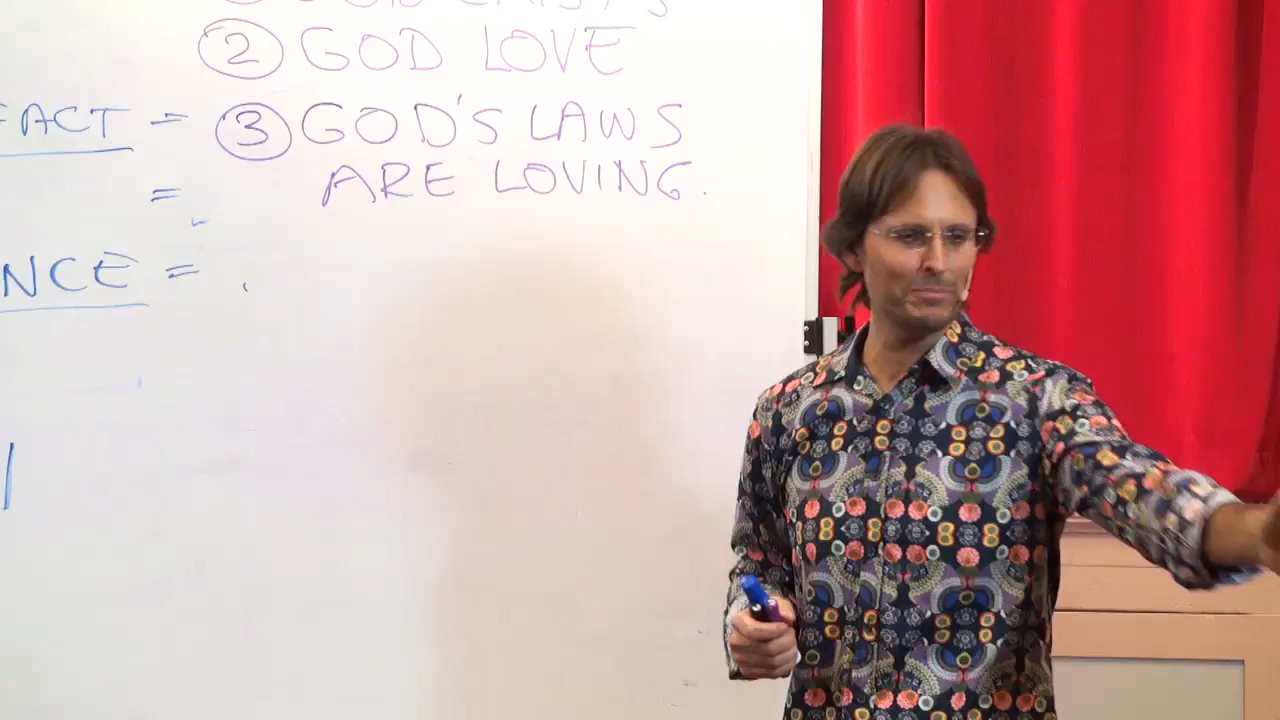 ② GOD LOVE
FACT = ③ GOD'S LAWS
= ARE LOVING.
NCE =